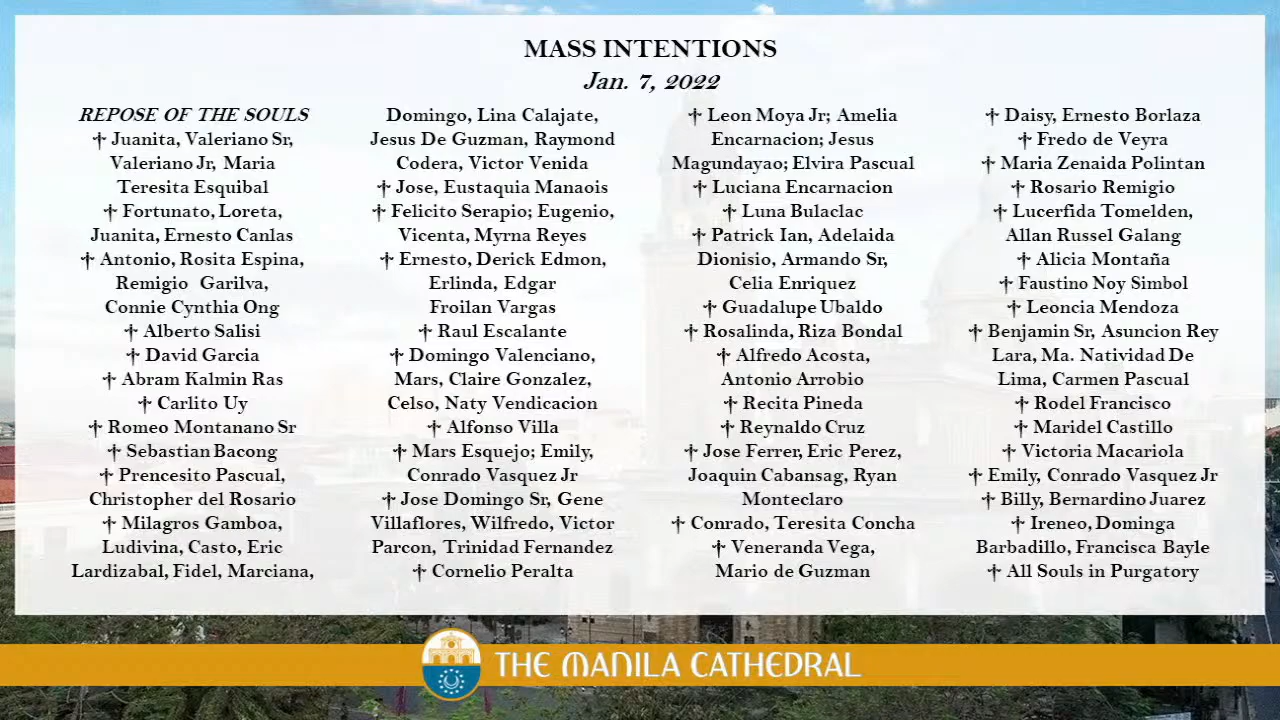 MASS INTENTIONS
Jan. 7, 2022
REPOSE OF THE SOULS
✝ Juanita, Valeriano Sr,
Valeriano Jr, Maria
Teresita Esquibal
✝ Fortunato, Loreta,
Juanita, Ernesto Canlas
✝ Antonio, Rosita Espina,
Remigio Garilva,
Connie Cynthia Ong
✝ Alberto Salisi
✝ David Garcia
✝ Abram Kalmin Ras
✝ Carlito Uy
✝ Romeo Montanano Sr
✝ Sebastian Bacong
✝ Prencesito Pascual,
Christopher del Rosario
✝ Milagros Gamboa,
Ludivina, Casto, Eric
Lardizabal, Fidel, Marciana,
Domingo, Lina Calajate,
Jesus De Guzman, Raymond
Codera, Victor Venida
✝ Jose, Eustaquia Manaois
✝ Felicito Serapio; Eugenio,
Vicenta, Myrna Reyes
✝ Ernesto, Derick Edmon,
Erlinda, Edgar
Froilan Vargas
✝ Raul Escalante
✝ Domingo Valenciano,
Mars, Claire Gonzalez,
Celso, Naty Vendicacion
✝ Alfonso Villa
✝ Mars Esquejo; Emily,
Conrado Vasquez Jr
✝ Jose Domingo Sr, Gene
Villaflores, Wilfredo, Victor
Parcon, Trinidad Fernandez
✝ Cornelio Peralta
✝ Leon Moya Jr; Amelia
Encarnacion; Jesus
Magundayao; Elvira Pascual
✝ Luciana Encarnacion
✝ Luna Bulaclac
✝ Patrick Ian, Adelaida
Dionisio, Armando Sr,
Celia Enriquez
✝ Guadalupe Ubaldo
✝ Rosalinda, Riza Bondal
✝ Alfredo Acosta,
Antonio Arrobio
✝ Recita Pineda
✝ Reynaldo Cruz
✝ Jose Ferrer, Eric Perez,
Joaquin Cabansag, Ryan
Monteclaro
✝ Conrado, Teresita Concha
✝ Veneranda Vega,
Mario de Guzman
✝ Daisy, Ernesto Borlaza
✝ Fredo de Veyra
✝ Maria Zenaida Polintan
✝ Rosario Remigio
✝ Lucerfida Tomelden,
Allan Russel Galang
✝ Alicia Montaña
✝ Faustino Noy Simbol
✝ Leoncia Mendoza
✝ Benjamin Sr, Asuncion Rey
Lara, Ma. Natividad De
Lima, Carmen Pascual
✝ Rodel Francisco
✝ Maridel Castillo
✝ Victoria Macariola
✝ Emily, Conrado Vasquez Jr
✝ Billy, Bernardino Juarez
✝ Ireneo, Dominga
Barbadillo, Francisca Bayle
✝ All Souls in Purgatory
THE MANILA CATHEDRAL